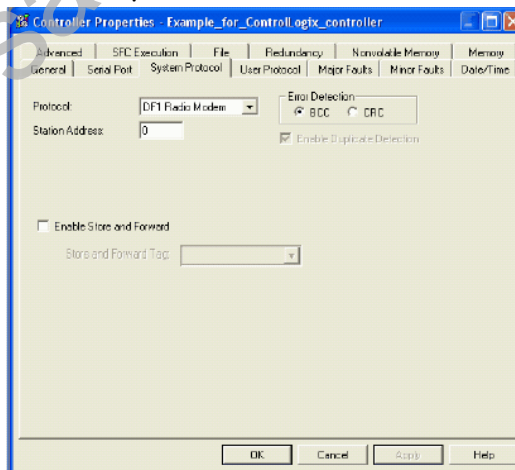 Controller Properties - Example_for_ControlLogix_controller
Advanced SFC Execution File Redundancy Nonvolatile Memory Memory
General Serial Port System Protocol User Protocol Major Faults Minor Faults Date/Time
Protocol: DF1 Radio Modem
Error Detection
BCC CRC
Station Address: 0
Enable Duplicate Detection
Enable Store and Forward
Store and Forward Tag:
OK Cancel Apply Help